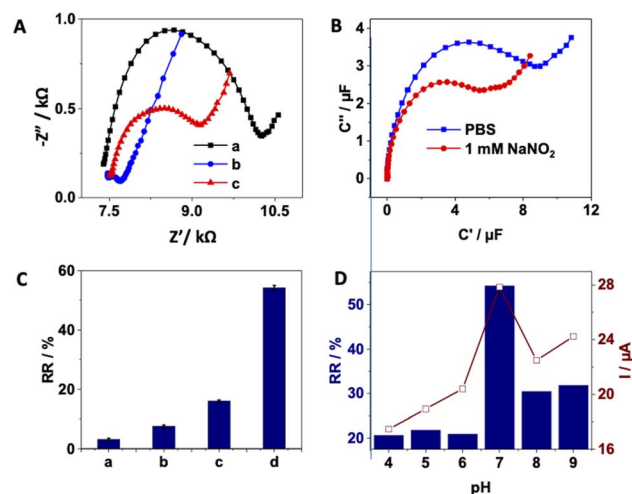 A
1.0
0.5
0.0
-Z″ / kΩ
7.5
9.0
10.5
Z′ / kΩ
a
b
c
B
4
3
2
1
0
C″ / μF
0
4
8
12
C' / μF
PBS
1 mM NaNO₂
C
60
40
20
0
RR / %
a
b
c
d
D
50
40
30
20
RR / %
28
24
20
16
I / μA
4
5
6
7
8
9
pH